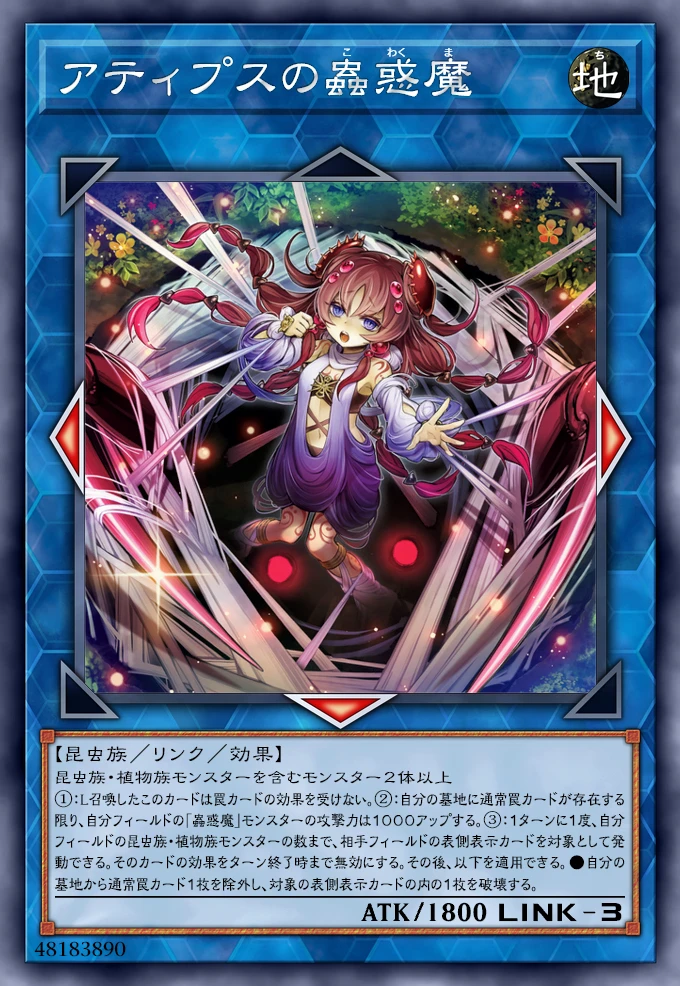 アティプスの蟲惑魔
こ わく ま
地
ち
【昆虫族／リンク／効果】
昆虫族・植物族モンスターを含むモンスター２体以上
①：L召喚したこのカードは罠カードの効果を受けない。②：自分の墓地に通常罠カードが存在する
限り、自分フィールドの「蟲惑魔」モンスターの攻撃力は1000アップする。③：1ターンに1度、自分
フィールドの昆虫族・植物族モンスターの数まで、相手フィールドの表側表示カードを対象として発
動できる。そのカードの効果をターン終了時まで無効にする。その後、以下を適用できる。●自分の
墓地から通常罠カード1枚を除外し、対象の表側表示カードの内の1枚を破壊する。
ATK/1800 LINK－3
48183890